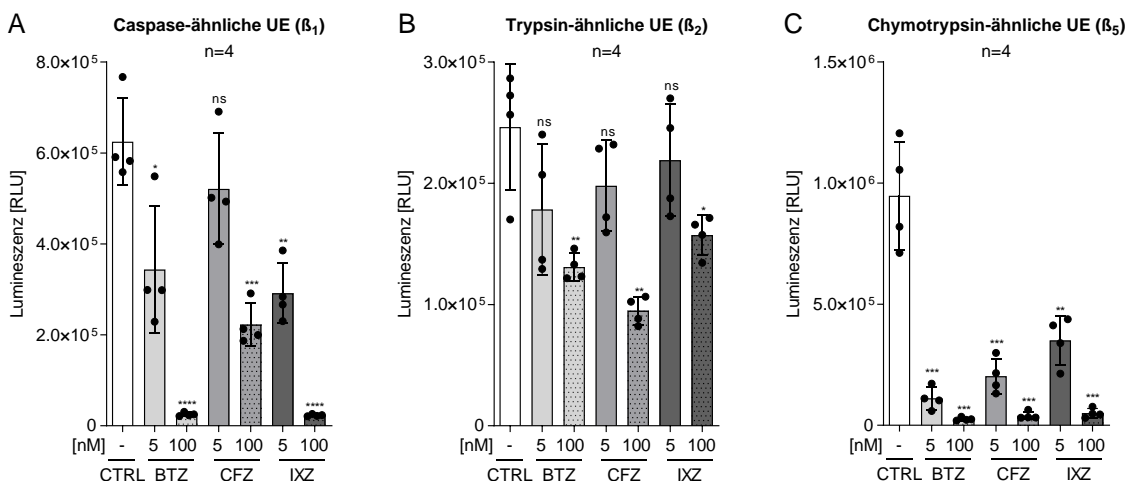 A
Caspase-ähnliche UE (ß₁)
n=4
Lumineszenz [RLU]
8.0×10⁵
6.0×10⁵
4.0×10⁵
2.0×10⁵
0
* **** ns *** ** ****
[nM] - 5 100 5 100 5 100
CTRL BTZ CFZ IXZ
B
Trypsin-ähnliche UE (ß₂)
n=4
Lumineszenz [RLU]
3.0×10⁵
2.0×10⁵
1.0×10⁵
0
ns ** ns ** ns *
[nM] - 5 100 5 100 5 100
CTRL BTZ CFZ IXZ
C
Chymotrypsin-ähnliche UE (ß₅)
n=4
Lumineszenz [RLU]
1.5×10⁶
1.0×10⁶
5.0×10⁵
0
*** *** *** *** ** ***
[nM] - 5 100 5 100 5 100
CTRL BTZ CFZ IXZ